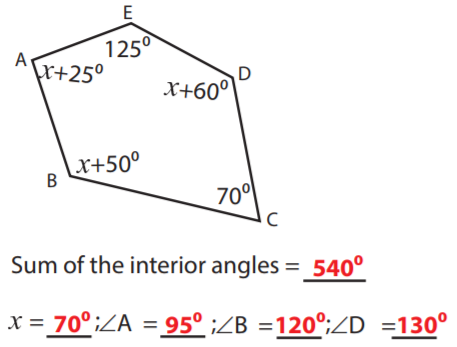 E
125⁰
A
x+25⁰
D
x+60⁰
x+50⁰
B
70⁰
C
Sum of the interior angles = 540⁰
x = 70⁰ ;∠A = 95⁰ ;∠B = 120⁰;∠D = 130⁰